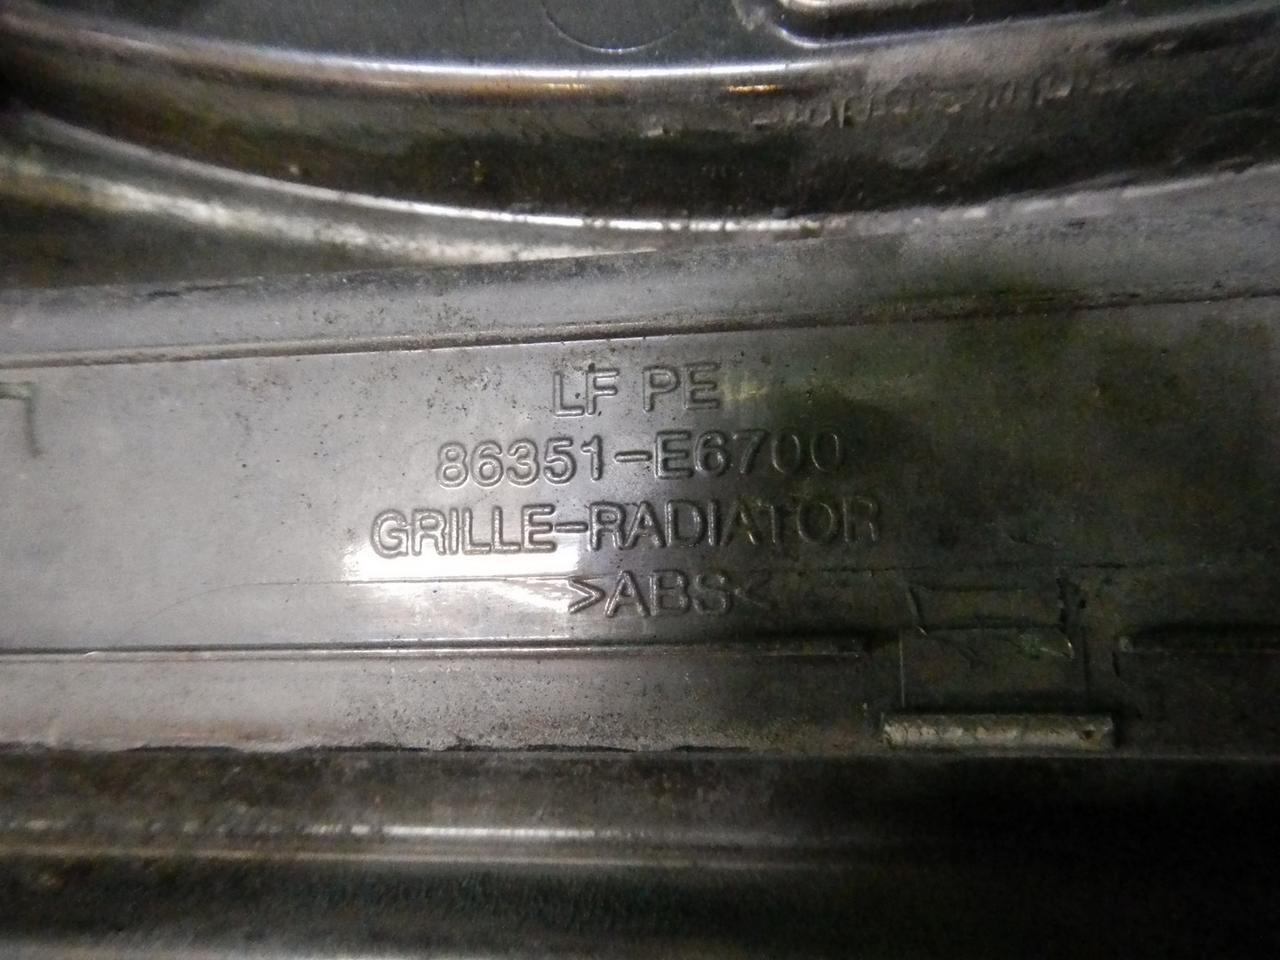 LF PE
86351-E6700
GRILLE-RADIATOR
>ABS<